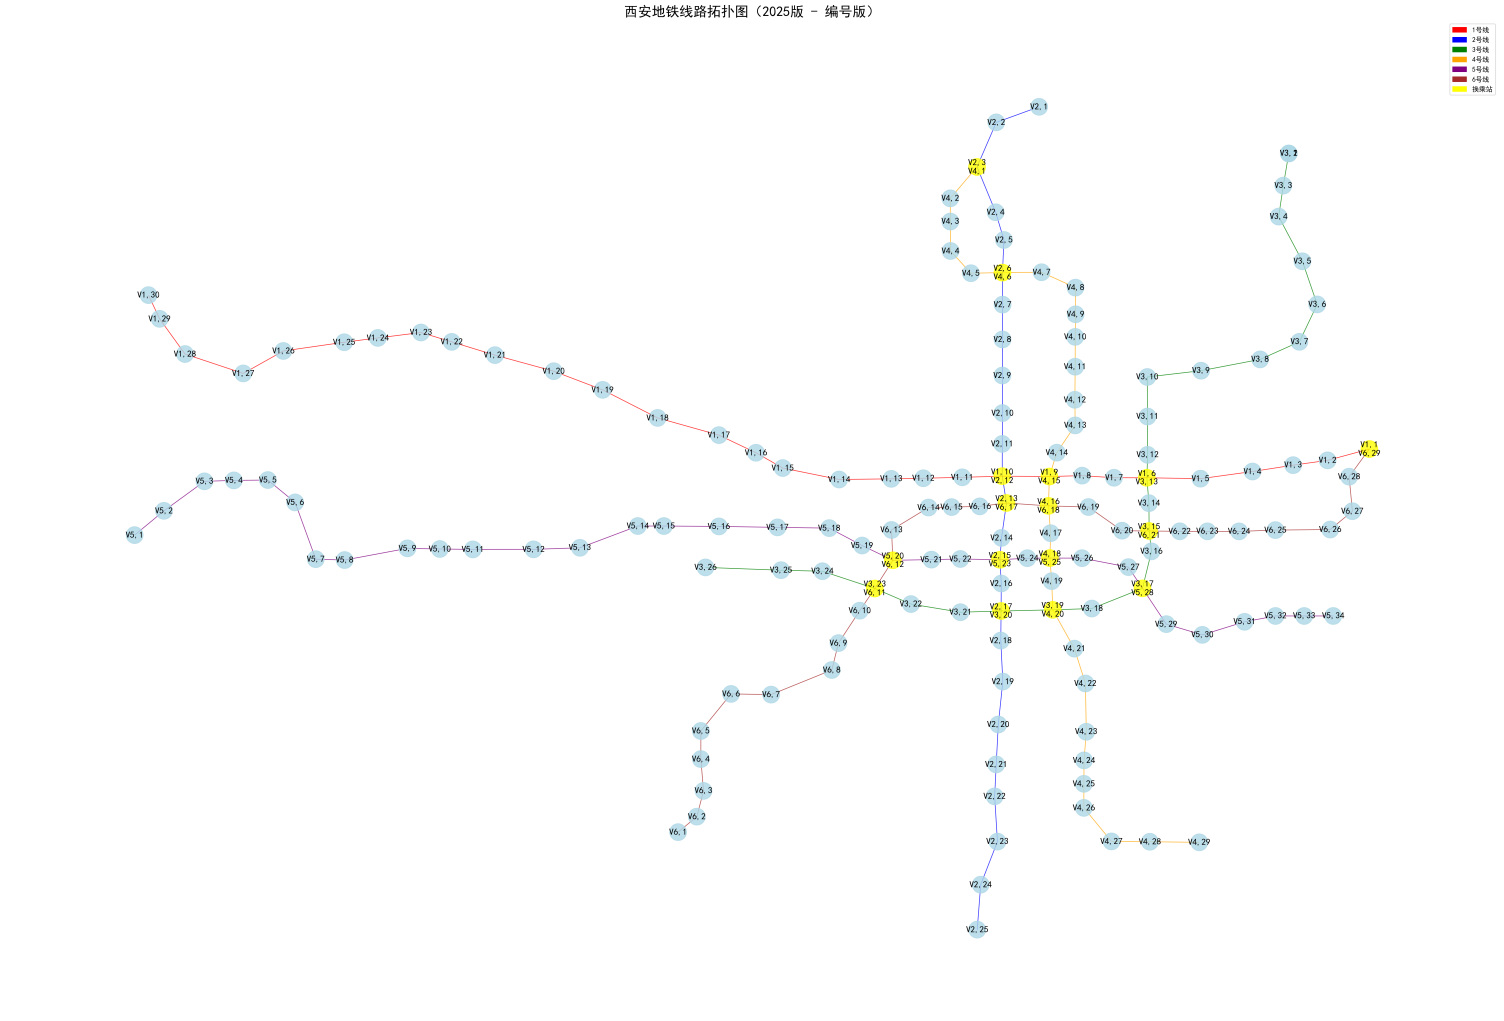 西安地铁线路拓扑图（2025版 - 编号版）
1号线
2号线
3号线
4号线
5号线
6号线
换乘站
V2, 1
V2, 2
V2, 3
V4, 1
V3, 3
V4, 2
V2, 4
V3, 4
V4, 3
V2, 5
V4, 4
V3, 5
V2, 6
V4, 6
V4, 5
V4, 7
V4, 8
V1, 30
V2, 7
V3, 6
V4, 9
V1, 29
V1, 23
V4, 10
V1, 24
V2, 8
V1, 25
V1, 22
V3, 7
V1, 26
V1, 28
V1, 21
V3, 8
V4, 11
V1, 20
V3, 9
V1, 27
V2, 9
V3, 10
V1, 19
V4, 12
V2, 10
V3, 11
V1, 18
V4, 13
V1, 17
V2, 11
V1, 1
V6, 29
V1, 16
V4, 14
V3, 12
V1, 2
V1, 3
V1, 15
V1, 4
V1, 14
V1, 13
V1, 12
V1, 11
V1, 10
V2, 12
V1, 9
V4, 15
V1, 8
V1, 7
V1, 6
V3, 13
V1, 5
V6, 28
V5, 3
V5, 4
V5, 5
V5, 6
V2, 13
V6, 17
V4, 16
V6, 18
V3, 14
V5, 2
V6, 14
V6, 15
V6, 16
V6, 19
V6, 27
V5, 14
V5, 15
V5, 16
V5, 17
V5, 18
V6, 13
V6, 20
V3, 15
V6, 21
V6, 22
V6, 23
V6, 24
V6, 25
V6, 26
V5, 1
V2, 14
V4, 17
V5, 9
V5, 10
V5, 11
V5, 12
V5, 13
V5, 19
V3, 16
V5, 7
V5, 8
V5, 20
V6, 12
V5, 21
V5, 22
V2, 15
V5, 23
V5, 24
V4, 18
V5, 25
V5, 26
V3, 26
V3, 25
V3, 24
V5, 27
V3, 23
V6, 11
V2, 16
V4, 19
V3, 17
V5, 28
V6, 10
V3, 22
V3, 21
V2, 17
V3, 20
V3, 19
V4, 20
V3, 18
V5, 29
V5, 30
V5, 31
V5, 32
V5, 33
V5, 34
V6, 9
V2, 18
V4, 21
V6, 8
V2, 19
V4, 22
V6, 6
V6, 7
V6, 5
V2, 20
V4, 23
V6, 4
V2, 21
V4, 24
V6, 3
V2, 22
V4, 25
V6, 2
V4, 26
V6, 1
V2, 23
V4, 27
V4, 28
V4, 29
V2, 24
V2, 25